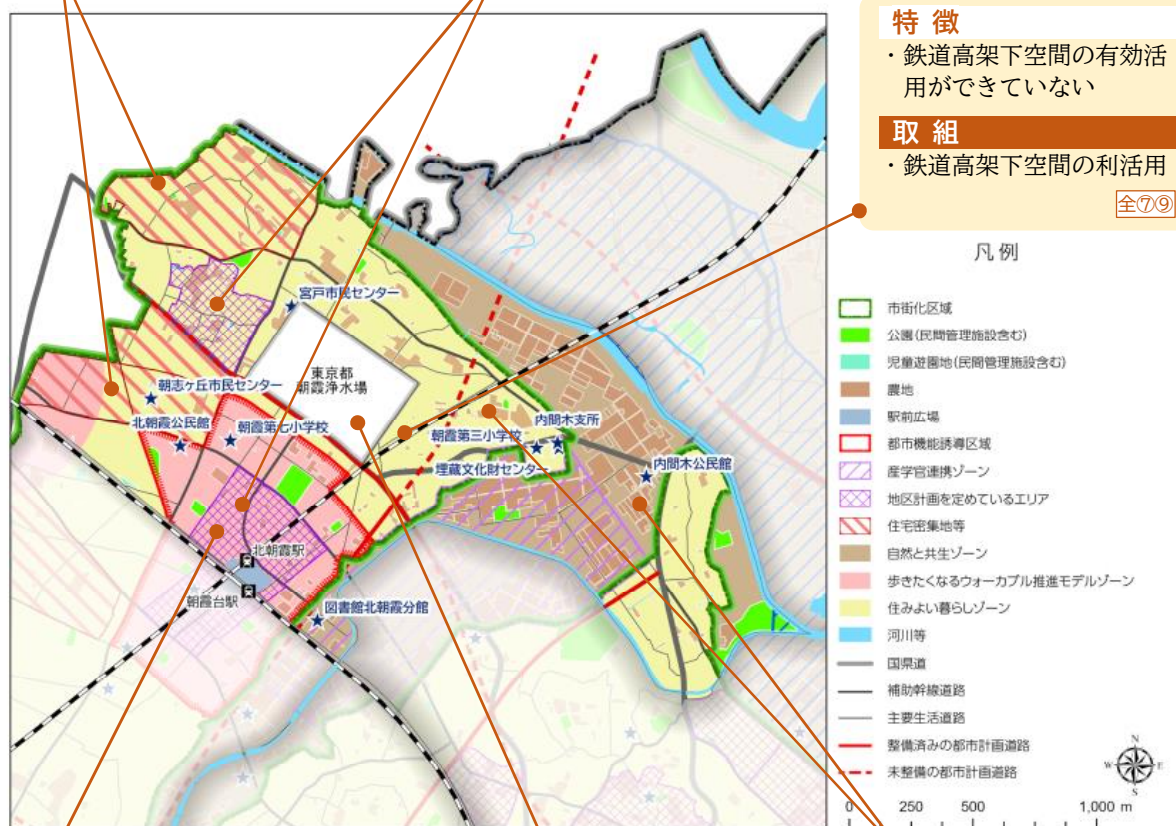 特 徴
・鉄道高架下空間の有効活
用ができていない
取 組
・鉄道高架下空間の利活用
全⑦⑨
宮戸市民センター
東京都
朝霞浄水場
朝志ヶ丘市民センター
北朝霞公民館
朝霞第七小学校
朝霞第三小学校
内間木支所
埋蔵文化財センター
内間木公民館
北朝霞駅
朝霞台駅
図書館北朝霞分館
凡例
市街化区域
公園(民間管理施設含む)
児童遊園地(民間管理施設含む)
農地
駅前広場
都市機能誘導区域
産学官連携ゾーン
地区計画を定めているエリア
住宅密集地等
自然と共生ゾーン
歩きたくなるウォーカブル推進モデルゾーン
住みよい暮らしゾーン
河川等
国県道
補助幹線道路
主要生活道路
整備済みの都市計画道路
未整備の都市計画道路
N
W E
S
0 250 500 1,000 m